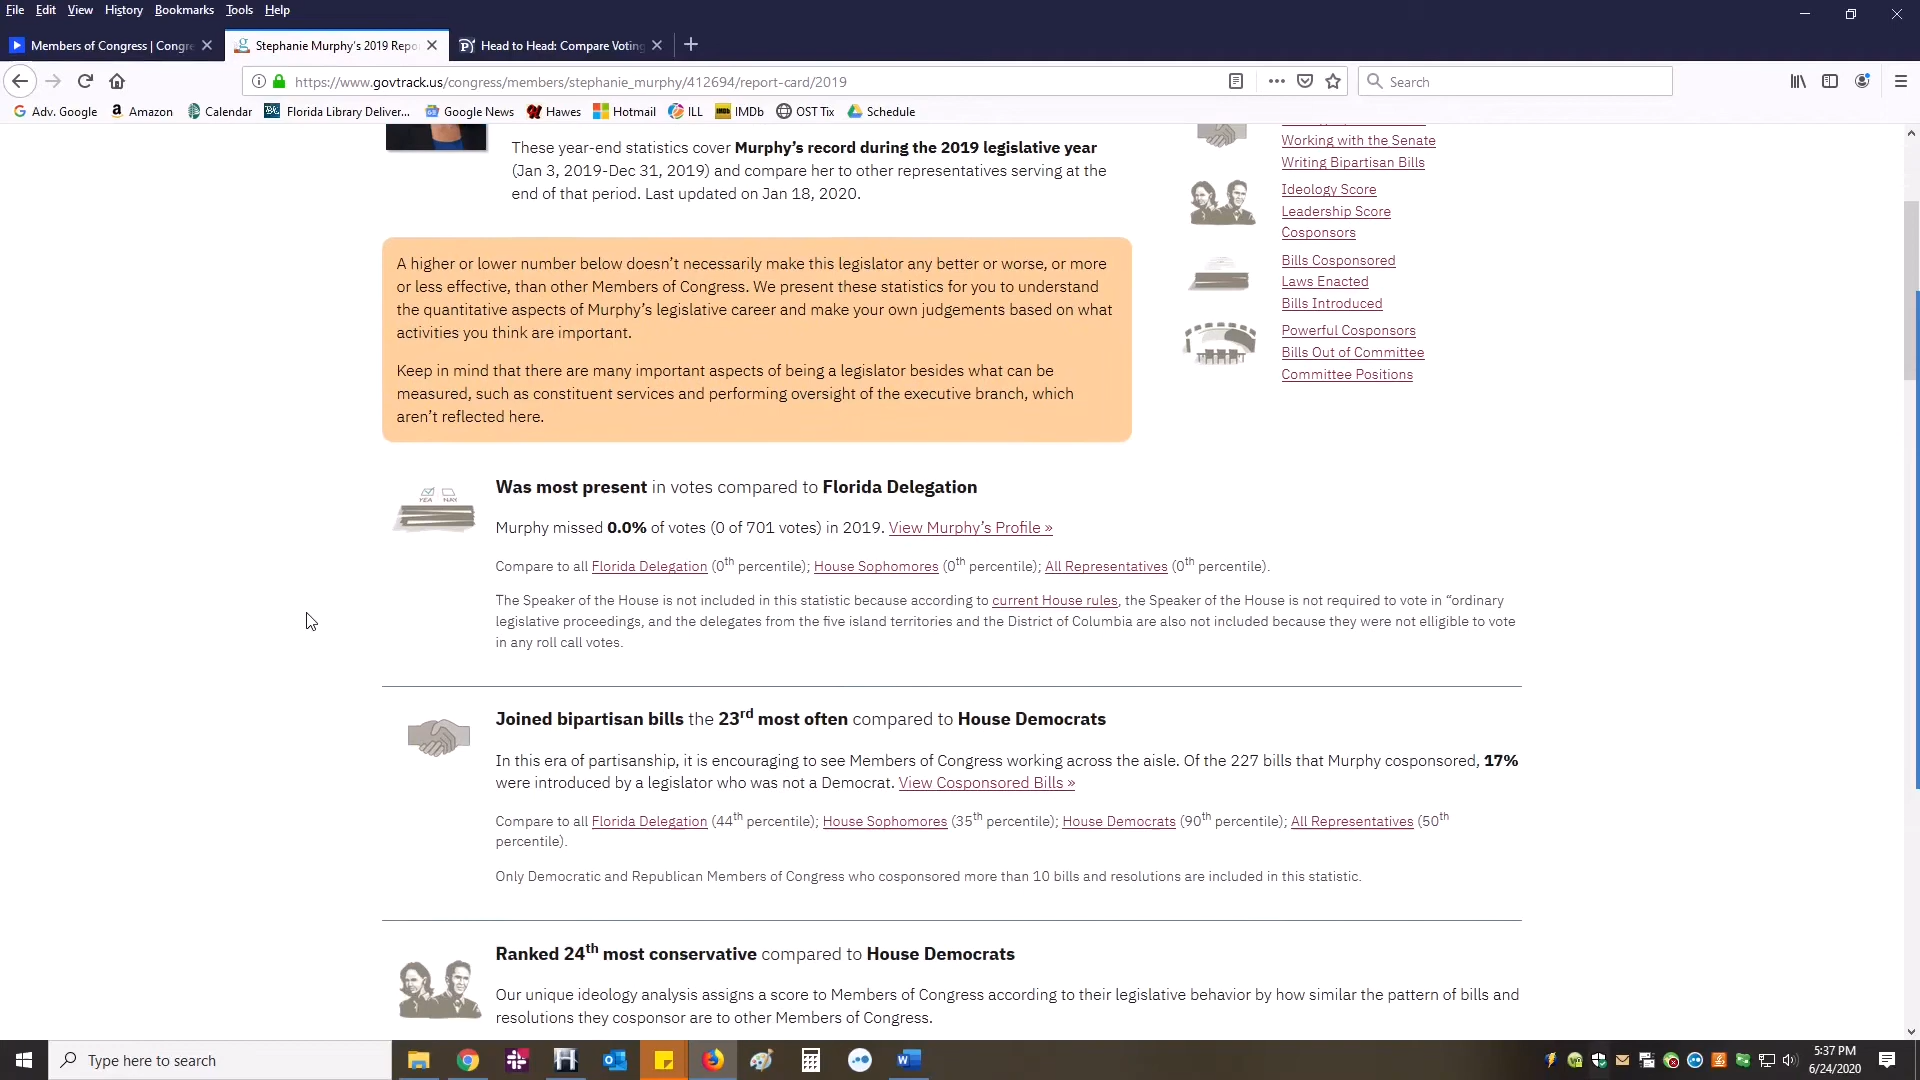 File Edit View History Bookmarks Tools Help
Members of Congress | Congre
Stephanie Murphy's 2019 Repo
Head to Head: Compare Voting
https://www.govtrack.us/congress/members/stephanie_murphy/412694/report-card/2019
Search
Adv. Google Amazon Calendar Florida Library Deliver... Google News Hawes Hotmail ILL IMDb OST Tix Schedule
These year-end statistics cover Murphy's record during the 2019 legislative year
(Jan 3, 2019-Dec 31, 2019) and compare her to other representatives serving at the
end of that period. Last updated on Jan 18, 2020.
Working with the Senate
Writing Bipartisan Bills
Ideology Score
Leadership Score
Cosponsors
Bills Cosponsored
Laws Enacted
Bills Introduced
Powerful Cosponsors
Bills Out of Committee
Committee Positions
A higher or lower number below doesn't necessarily make this legislator any better or worse, or more
or less effective, than other Members of Congress. We present these statistics for you to understand
the quantitative aspects of Murphy's legislative career and make your own judgements based on what
activities you think are important.
Keep in mind that there are many important aspects of being a legislator besides what can be
measured, such as constituent services and performing oversight of the executive branch, which
aren't reflected here.
YEA NAY
Was most present in votes compared to Florida Delegation
Murphy missed 0.0% of votes (0 of 701 votes) in 2019. View Murphy's Profile »
Compare to all Florida Delegation (0th percentile); House Sophomores (0th percentile); All Representatives (0th percentile).
The Speaker of the House is not included in this statistic because according to current House rules, the Speaker of the House is not required to vote in “ordinary
legislative proceedings, and the delegates from the five island territories and the District of Columbia are also not included because they were not elligible to vote
in any roll call votes.
Joined bipartisan bills the 23rd most often compared to House Democrats
In this era of partisanship, it is encouraging to see Members of Congress working across the aisle. Of the 227 bills that Murphy cosponsored, 17%
were introduced by a legislator who was not a Democrat. View Cosponsored Bills »
Compare to all Florida Delegation (44th percentile); House Sophomores (35th percentile); House Democrats (90th percentile); All Representatives (50th
percentile).
Only Democratic and Republican Members of Congress who cosponsored more than 10 bills and resolutions are included in this statistic.
Ranked 24th most conservative compared to House Democrats
Our unique ideology analysis assigns a score to Members of Congress according to their legislative behavior by how similar the pattern of bills and
resolutions they cosponsor are to other Members of Congress.
Type here to search
5:37 PM
6/24/2020